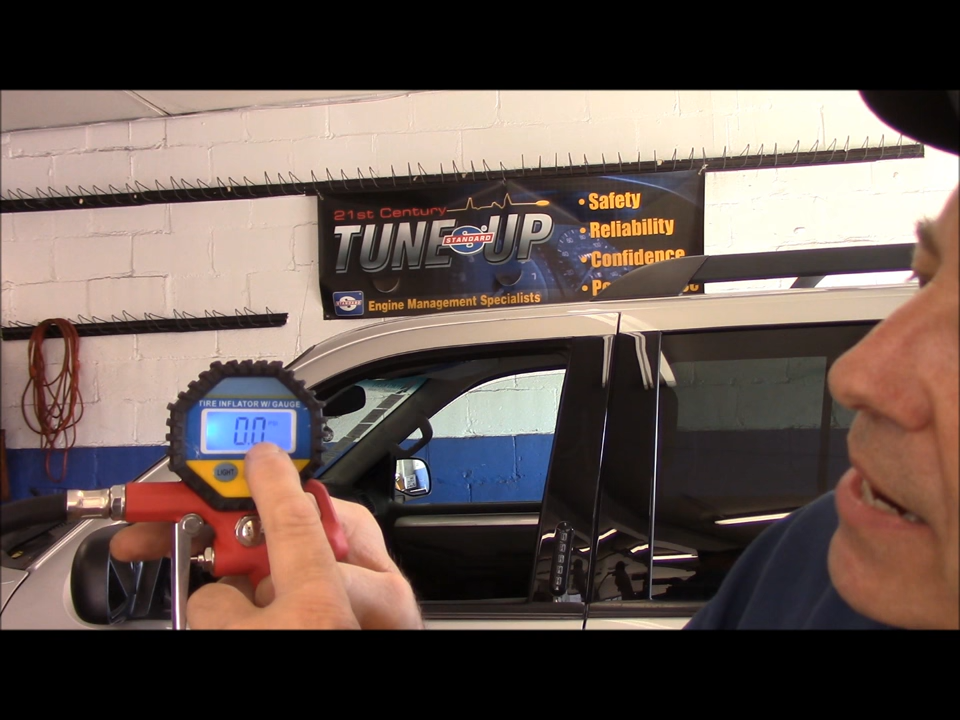 21st Century
TUNE-UP
STANDARD
• Safety
• Reliability
• Confidence
Engine Management Specialists
TIRE INFLATOR W/ GAUGE
0.0
LIGHT